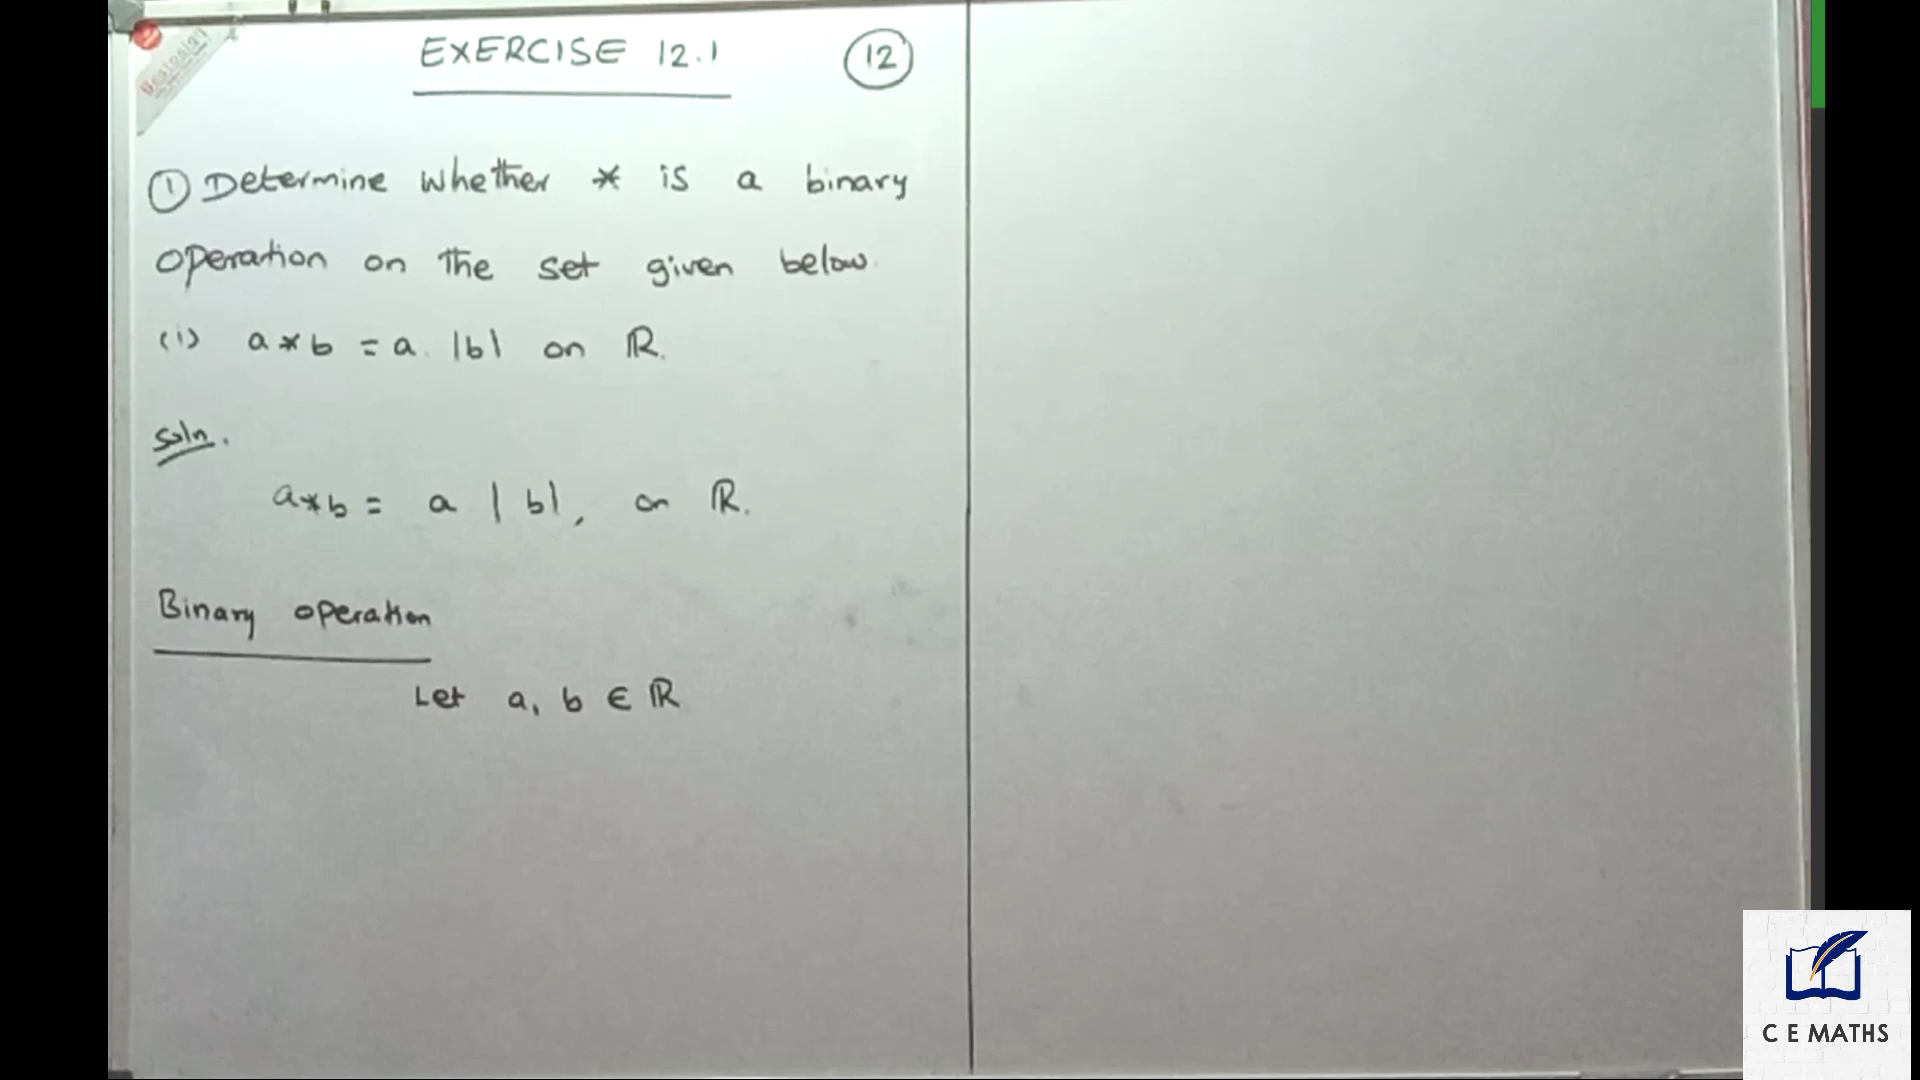 EXERCISE 12.1
12
① Determine whether * is a binary
operation on the set given below.
(i) a * b = a. |b| on ℝ.
Soln.
a * b = a |b|, on ℝ.
Binary operation
Let a, b ∈ ℝ
C E MATHS